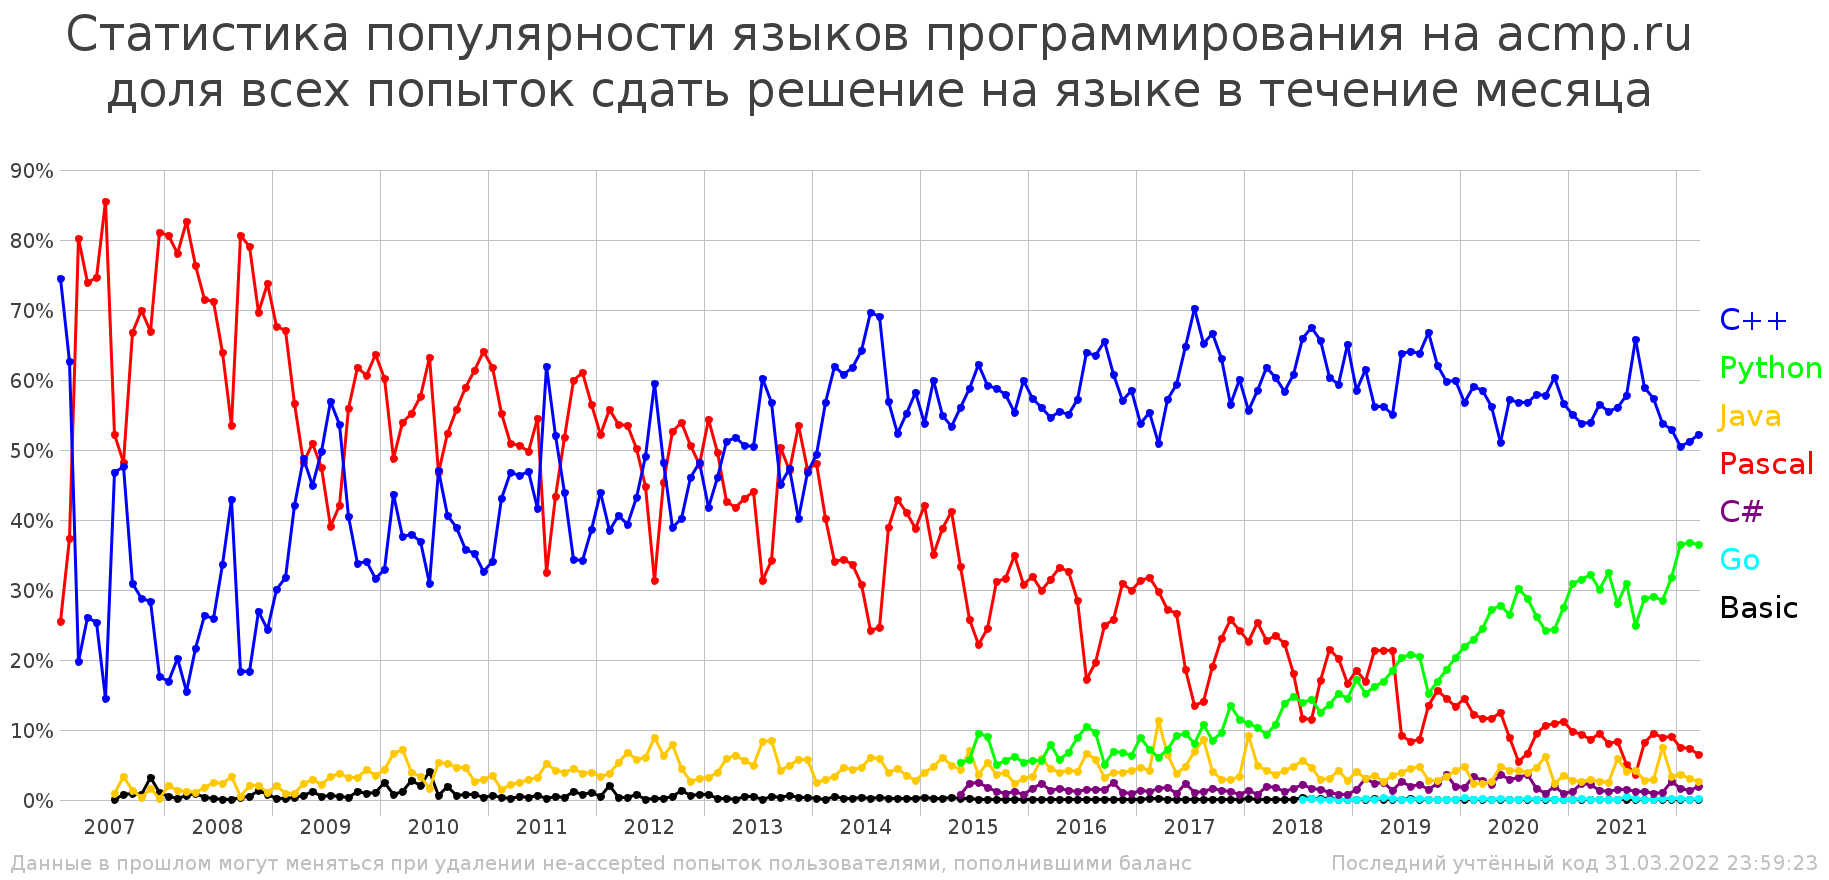 Статистика популярности языков программирования на acmp.ru
доля всех попыток сдать решение на языке в течение месяца
90%
80%
70%
60%
50%
40%
30%
20%
10%
0%
C++
Python
Java
Pascal
C#
Go
Basic
2007 2008 2009 2010 2011 2012 2013 2014 2015 2016 2017 2018 2019 2020 2021
Данные в прошлом могут меняться при удалении не-accepted попыток пользователями, пополнившими баланс
Последний учтённый код 31.03.2022 23:59:23